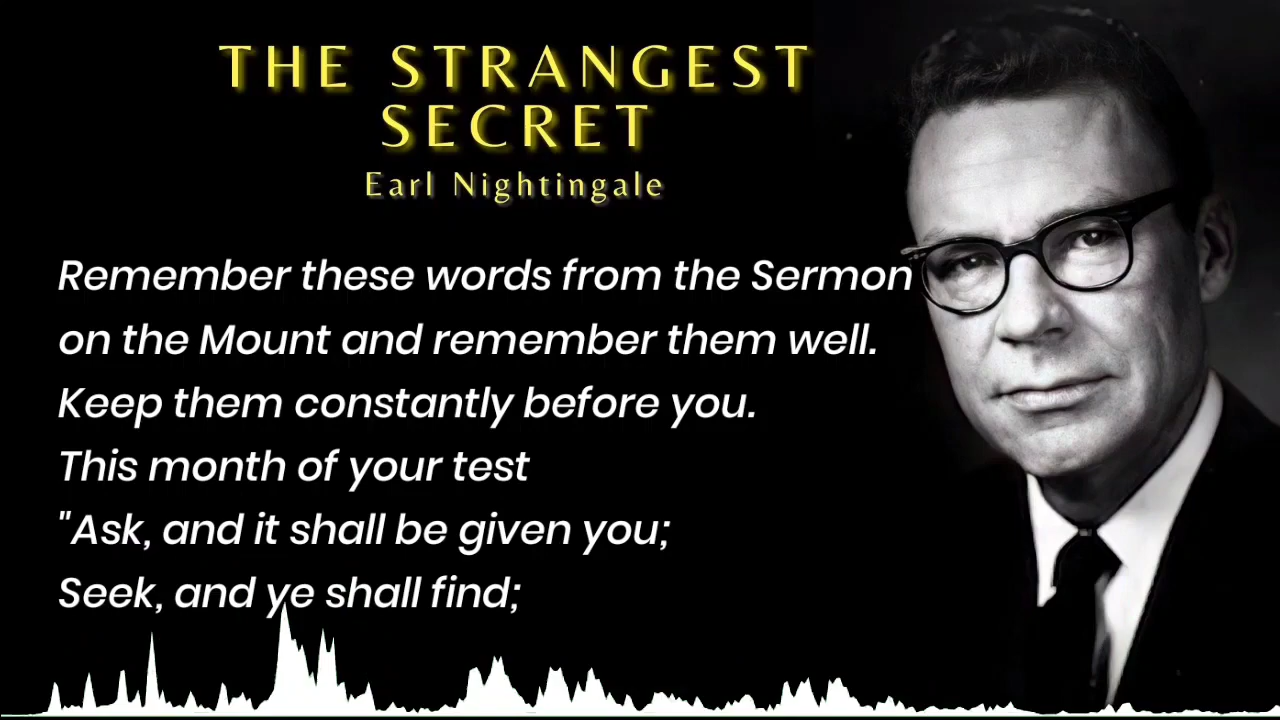 THE STRANGEST
SECRET
Earl Nightingale
Remember these words from the Sermon
on the Mount and remember them well.
Keep them constantly before you.
This month of your test
"Ask, and it shall be given you;
Seek, and ye shall find;